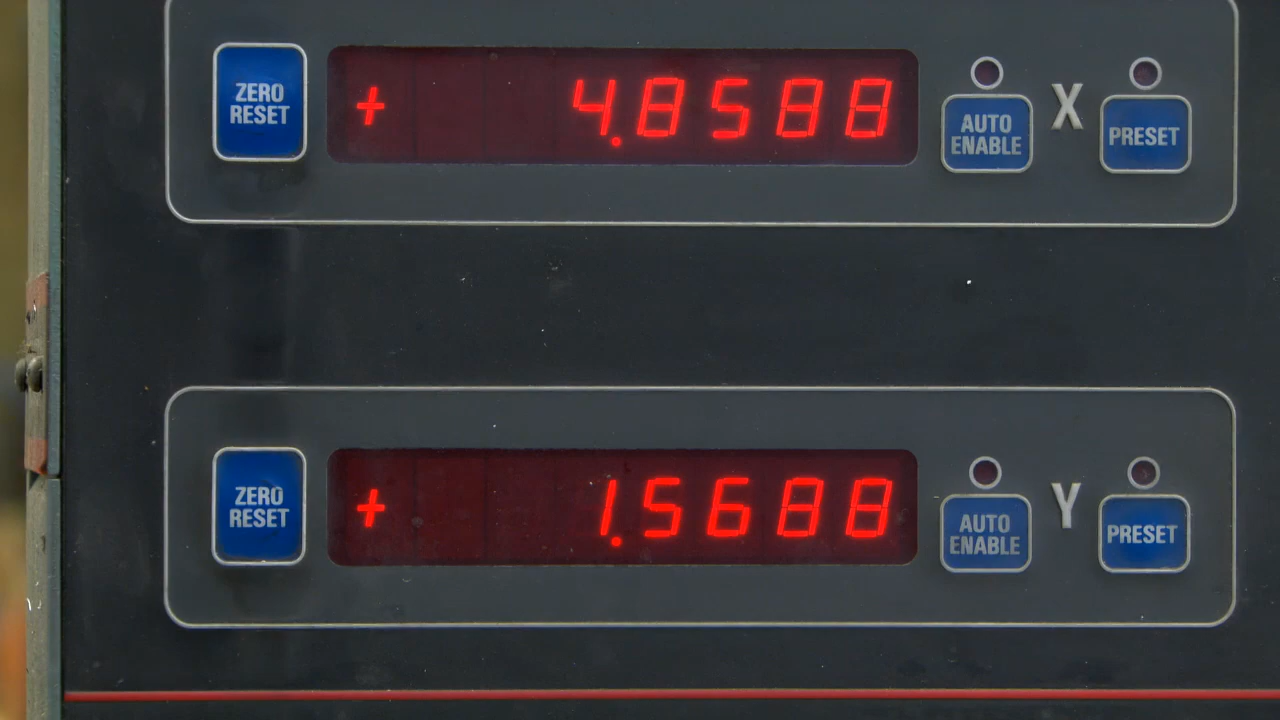 ZERO RESET
+ 4.8588
AUTO ENABLE
X
PRESET
ZERO RESET
+ 1.5688
AUTO ENABLE
Y
PRESET